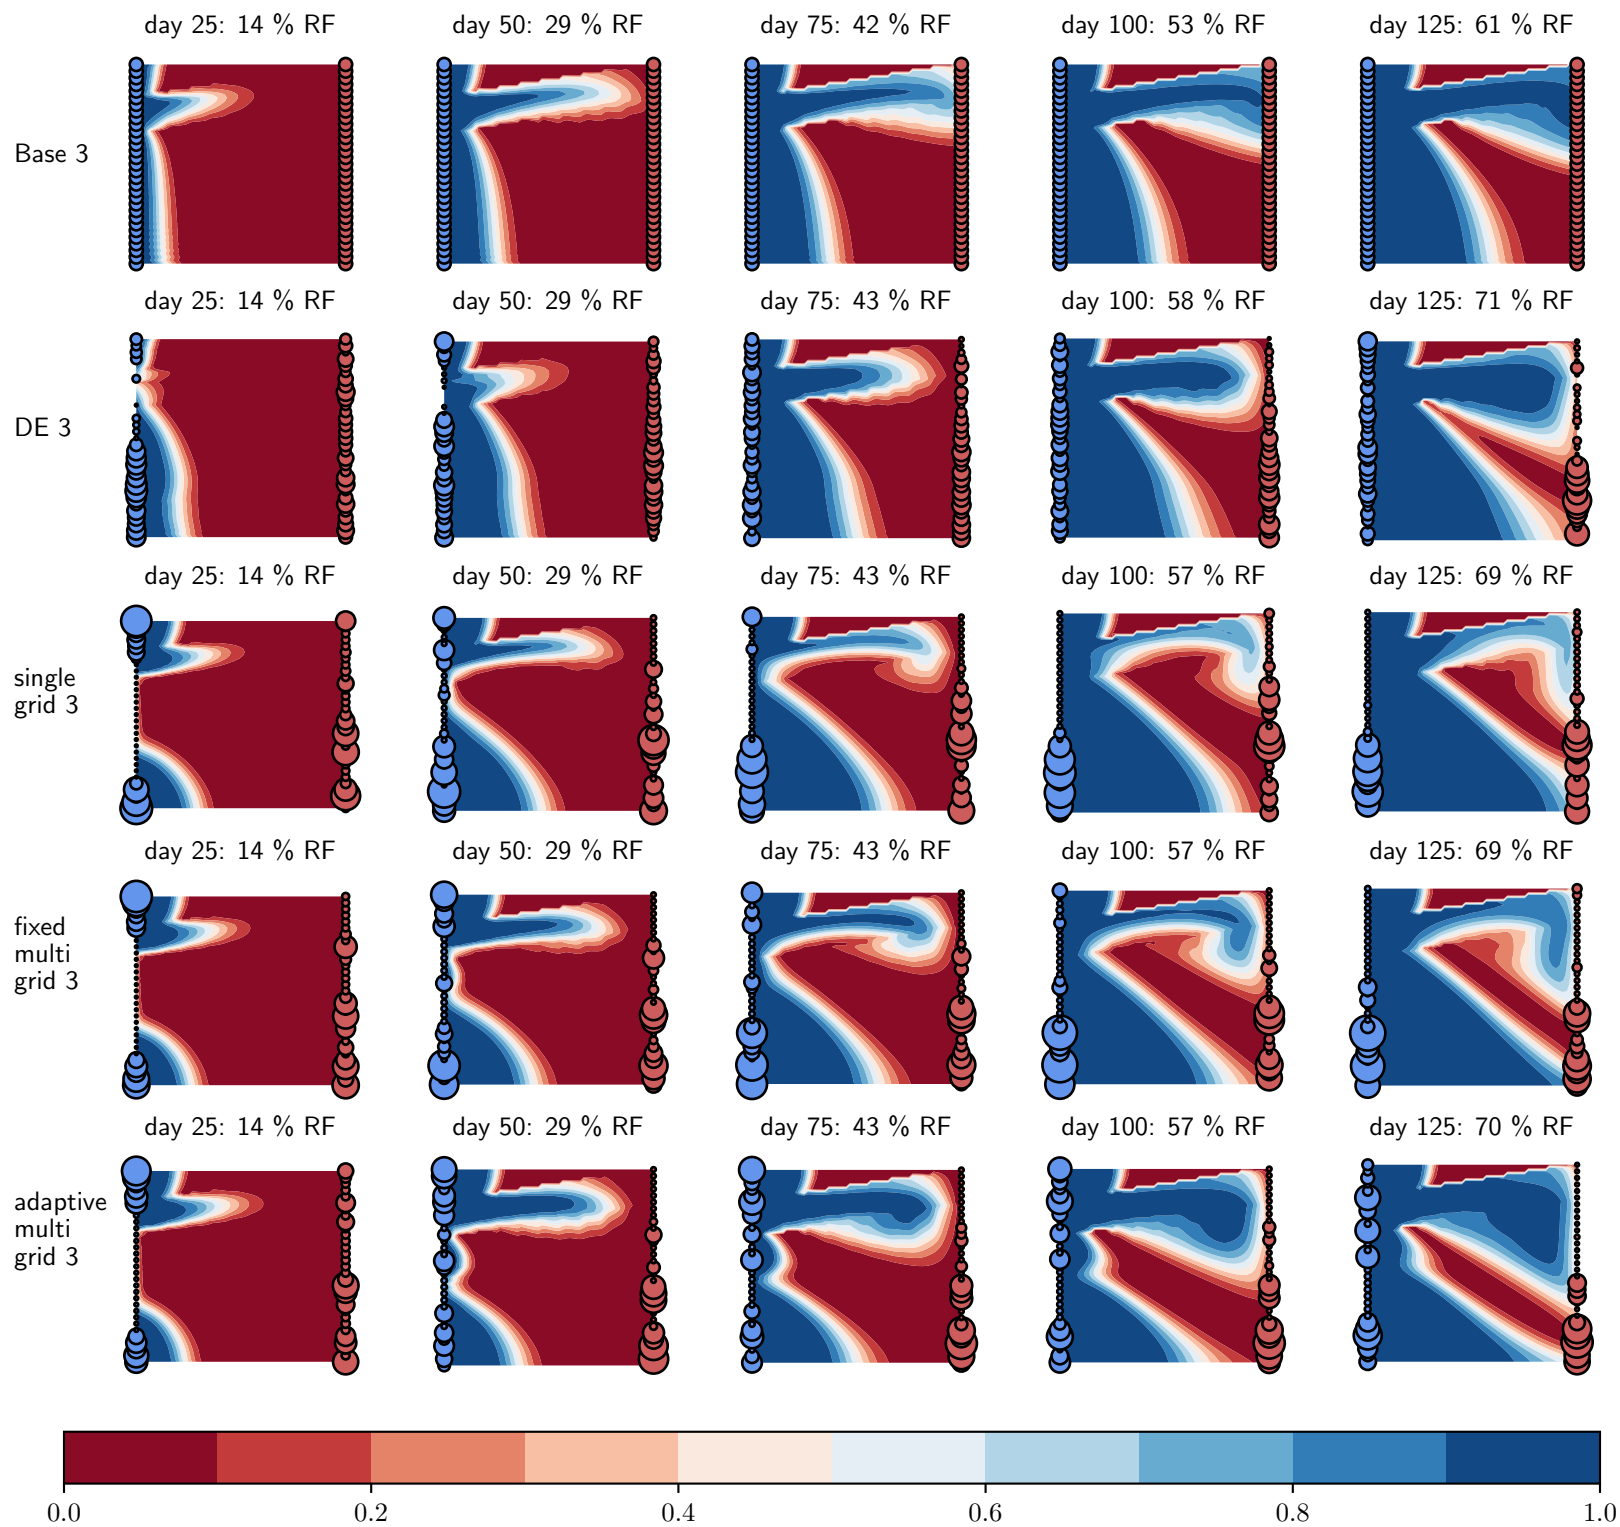 day 25: 14 % RF
day 50: 29 % RF
day 75: 42 % RF
day 100: 53 % RF
day 125: 61 % RF
Base 3
day 25: 14 % RF
day 50: 29 % RF
day 75: 43 % RF
day 100: 58 % RF
day 125: 71 % RF
DE 3
day 25: 14 % RF
day 50: 29 % RF
day 75: 43 % RF
day 100: 57 % RF
day 125: 69 % RF
single
grid 3
day 25: 14 % RF
day 50: 29 % RF
day 75: 43 % RF
day 100: 57 % RF
day 125: 69 % RF
fixed
multi
grid 3
day 25: 14 % RF
day 50: 29 % RF
day 75: 43 % RF
day 100: 57 % RF
day 125: 70 % RF
adaptive
multi
grid 3
0.0
0.2
0.4
0.6
0.8
1.0